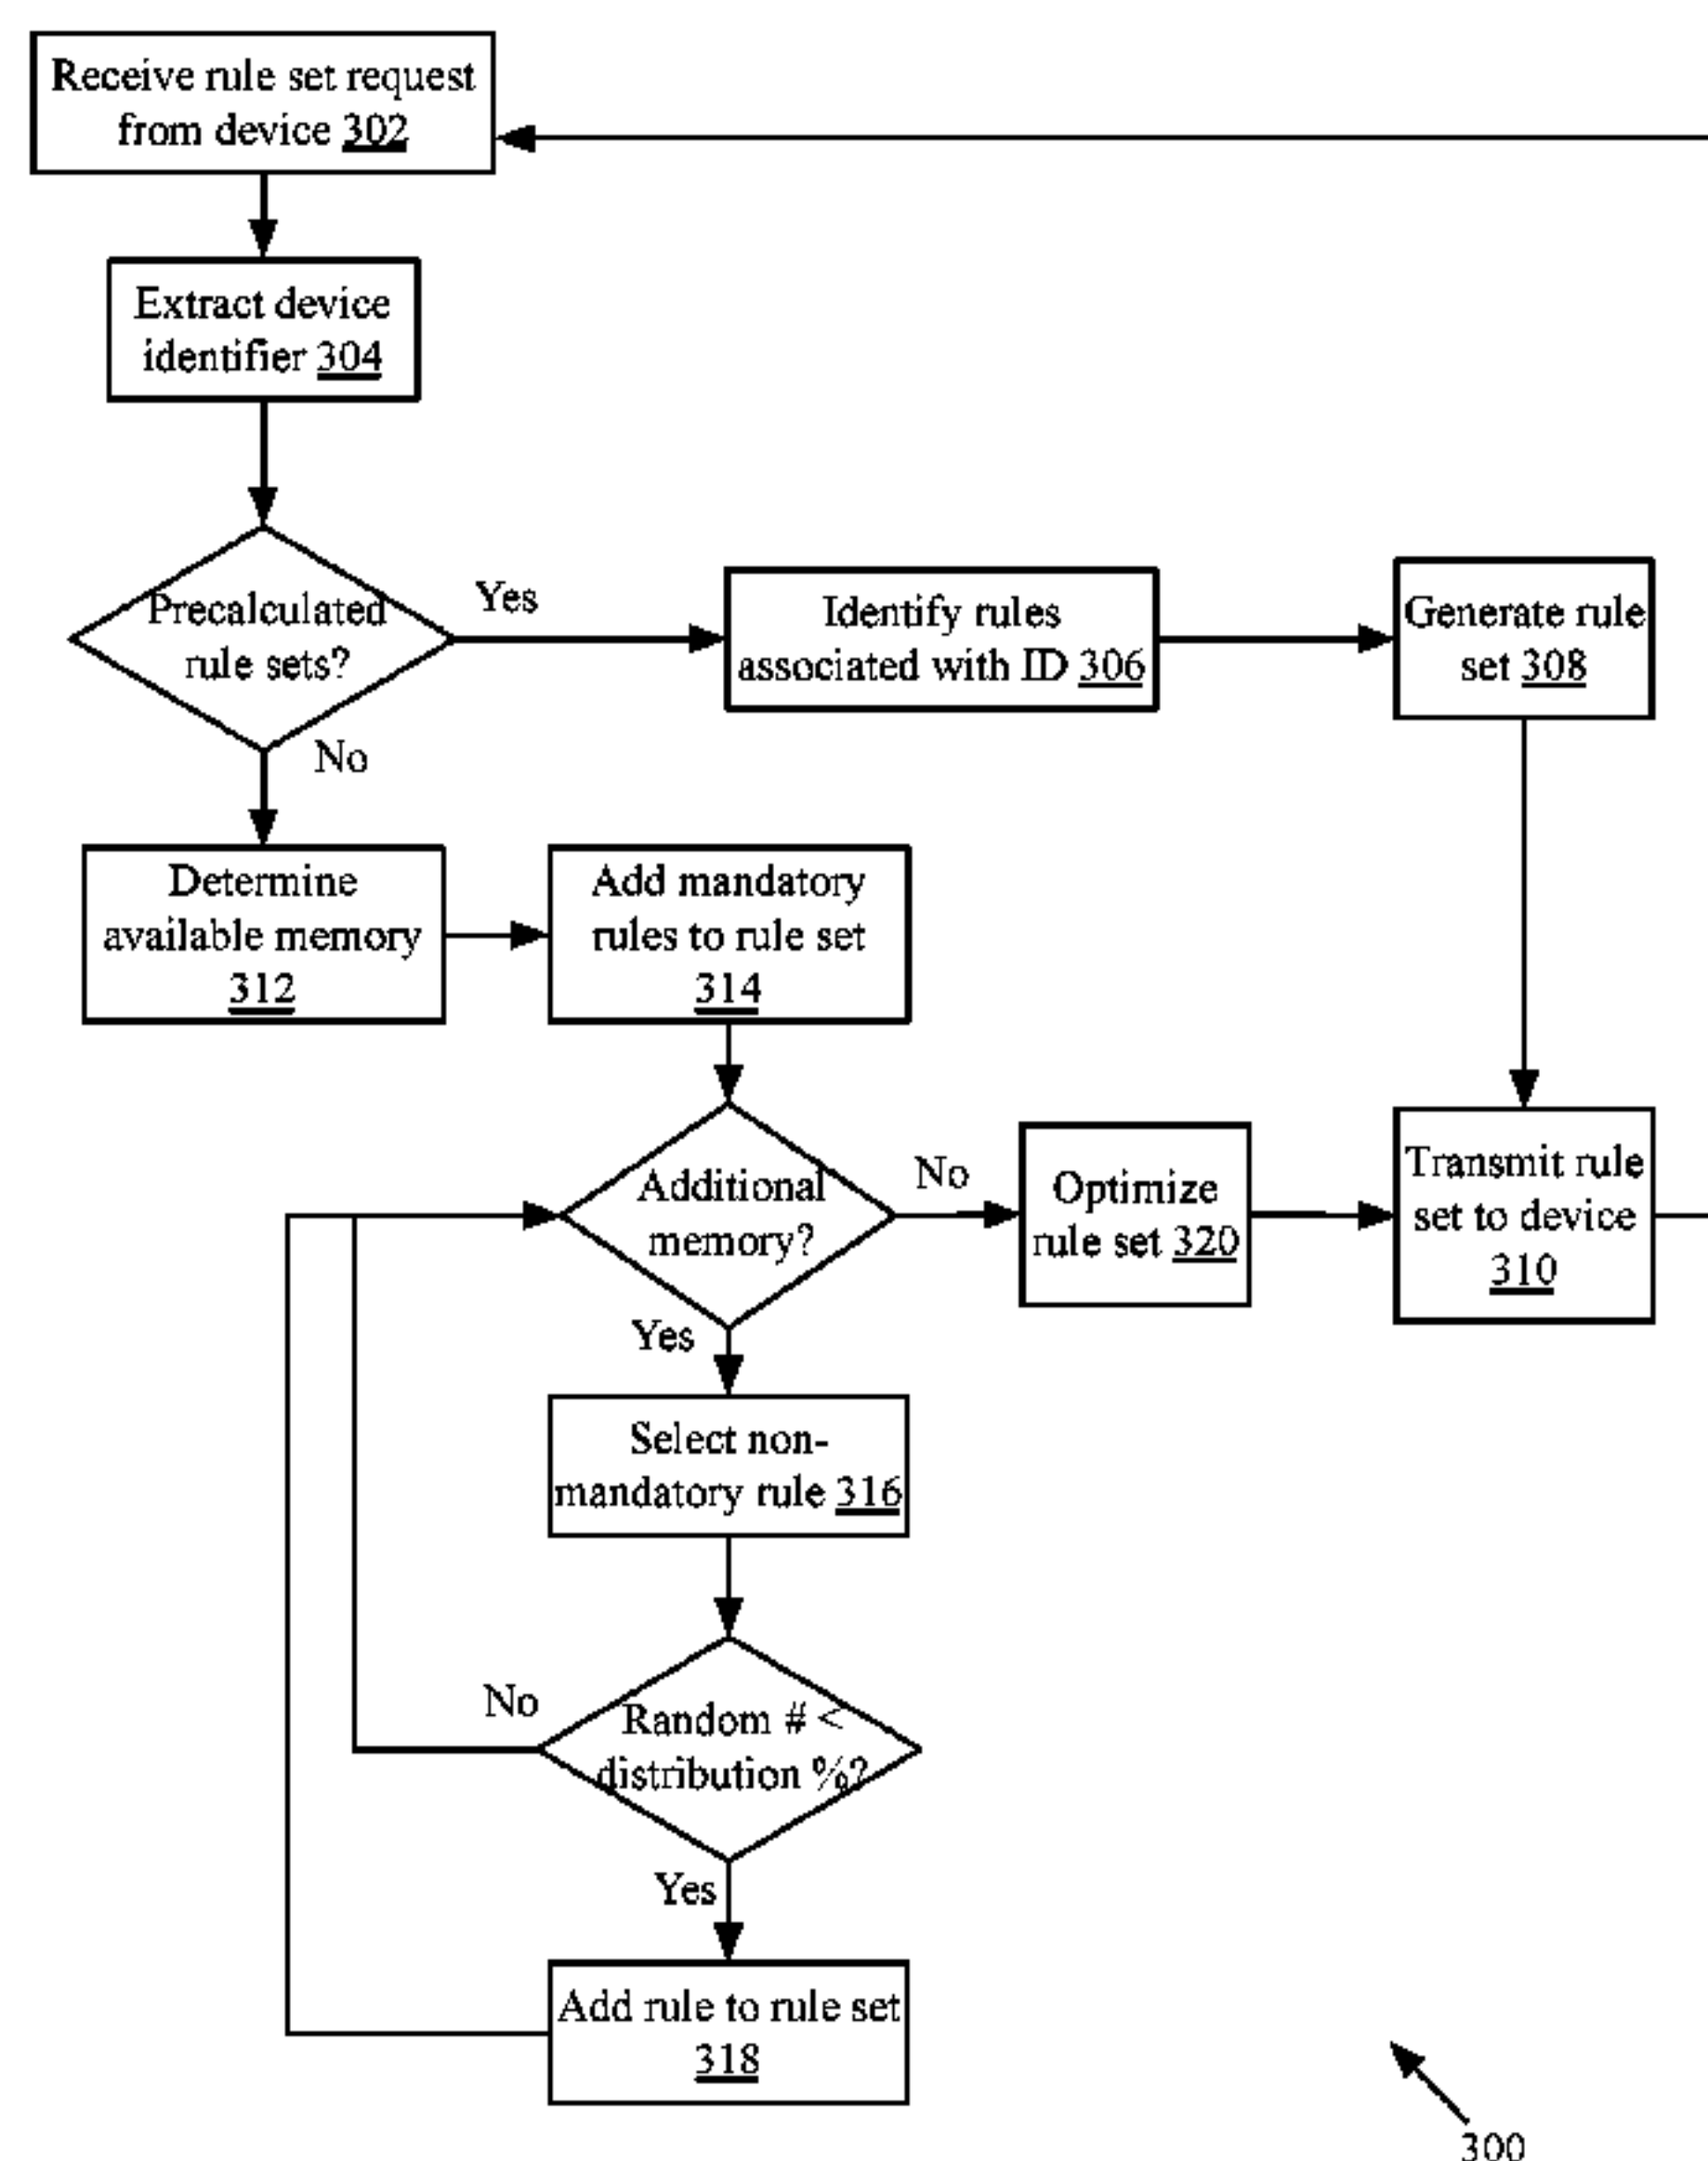 Receive rule set request
from device 302
Extract device
identifier 304
Precalculated
rule sets?
Yes
No
Identify rules
associated with ID 306
Generate rule
set 308
Determine
available memory
312
Add mandatory
rules to rule set
314
Additional
memory?
No
Yes
Optimize
rule set 320
Transmit rule
set to device
310
Select non-
mandatory rule 316
Random # <
distribution %?
No
Yes
Add rule to rule set
318
300